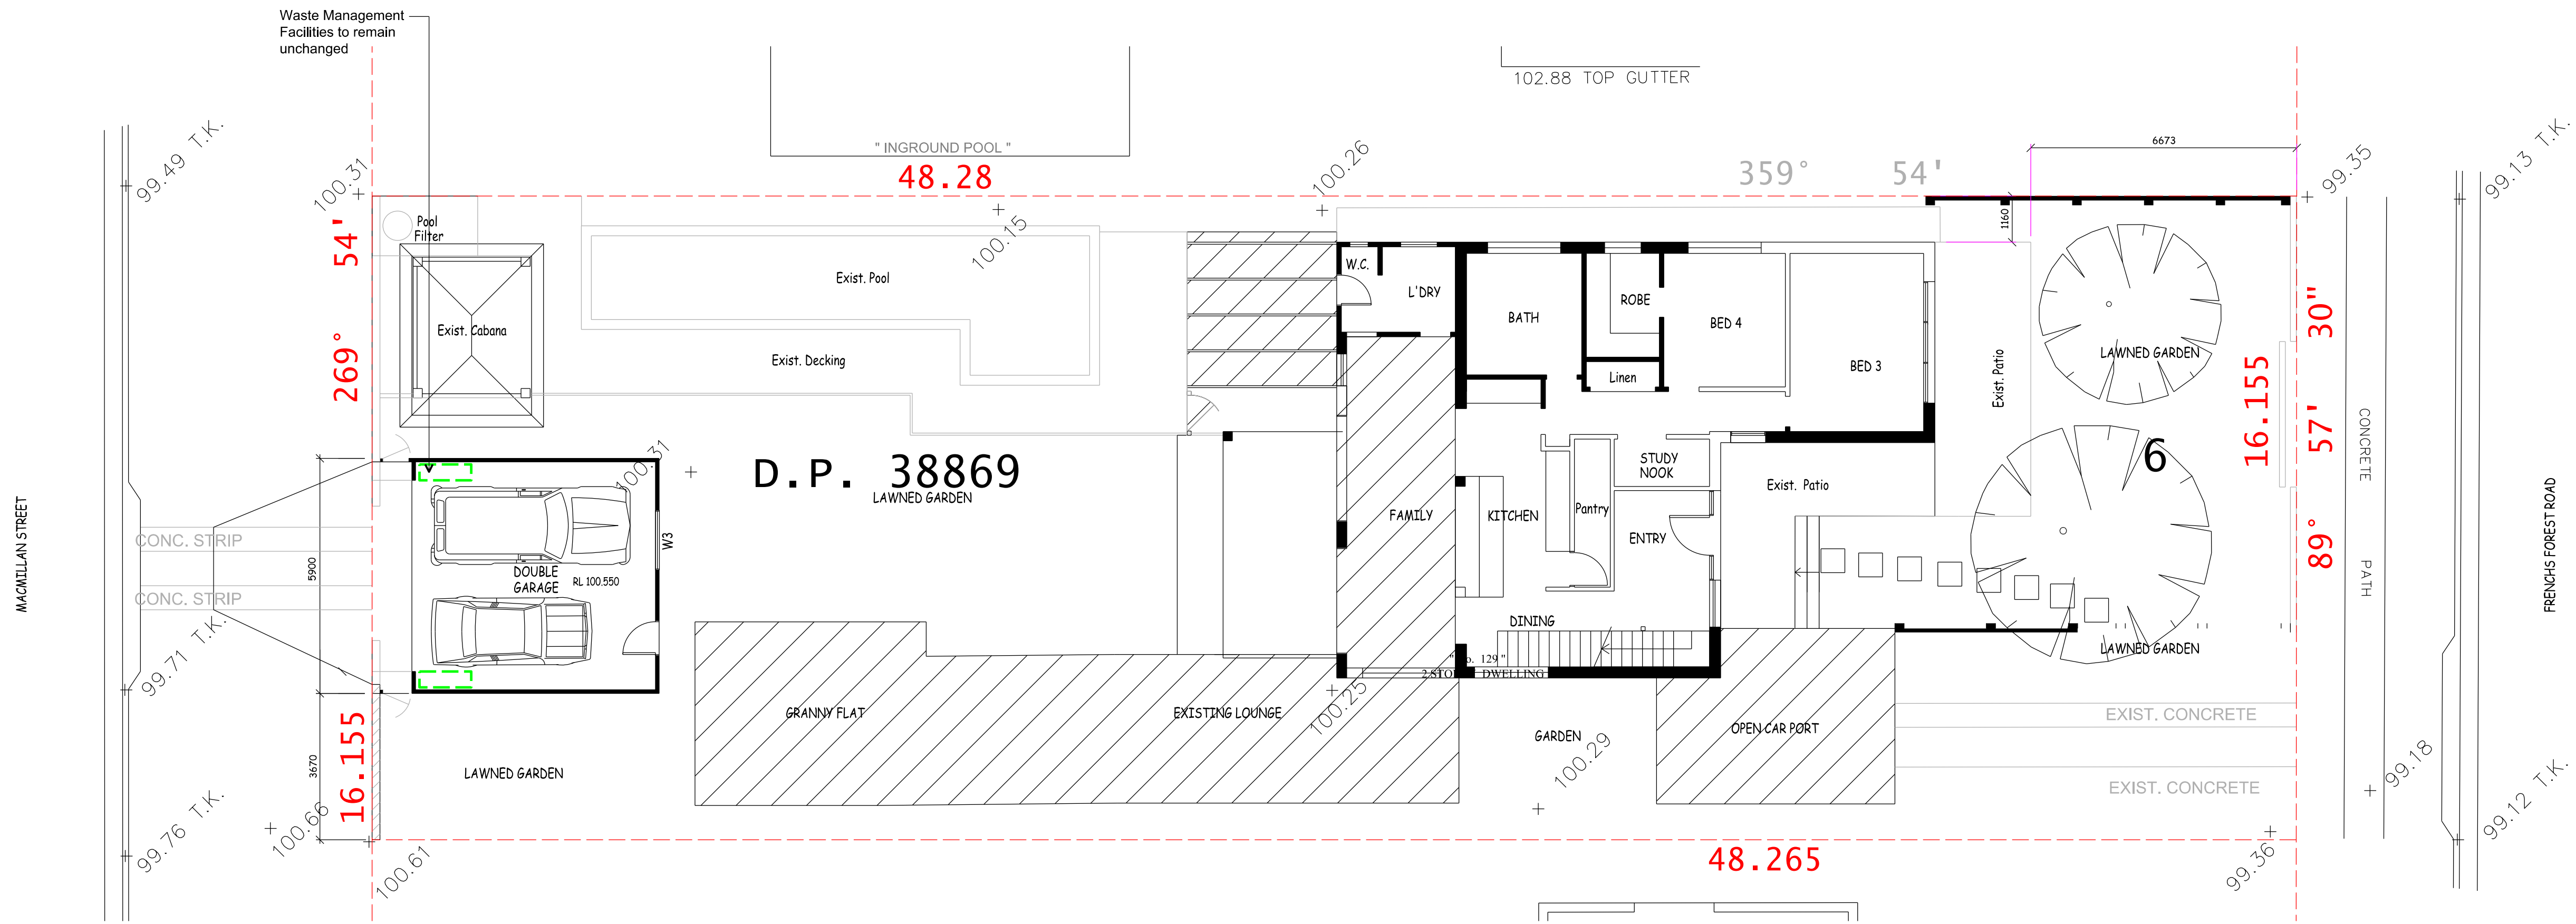 Waste Management
Facilities to remain
unchanged
102.88 TOP GUTTER
" INGROUND POOL "
48.28
359° 54'
6673
1160
99.49 T.K.
100.31
100.15
100.26
99.35
99.13 T.K.
269° 54'
Pool
Filter
Exist. Cabana
Exist. Pool
Exist. Decking
W.C.
L'DRY
BATH
ROBE
Linen
BED 4
BED 3
Exist. Patio
LAWNED GARDEN
16.155
89° 57' 30"
CONCRETE PATH
MACMILLAN STREET
FRENCHS FOREST ROAD
CONC. STRIP
CONC. STRIP
5900
100.31
D.P. 38869
6
LAWNED GARDEN
W3
DOUBLE
GARAGE
RL 100.550
FAMILY
KITCHEN
Pantry
STUDY
NOOK
ENTRY
Exist. Patio
DINING
129 "
DWELLING
LAWNED GARDEN
99.71 T.K.
3670
16.155
LAWNED GARDEN
GRANNY FLAT
EXISTING LOUNGE
100.25
GARDEN
100.29
OPEN CAR PORT
EXIST. CONCRETE
EXIST. CONCRETE
99.18
99.76 T.K.
100.66
100.61
48.265
99.36
99.12 T.K.